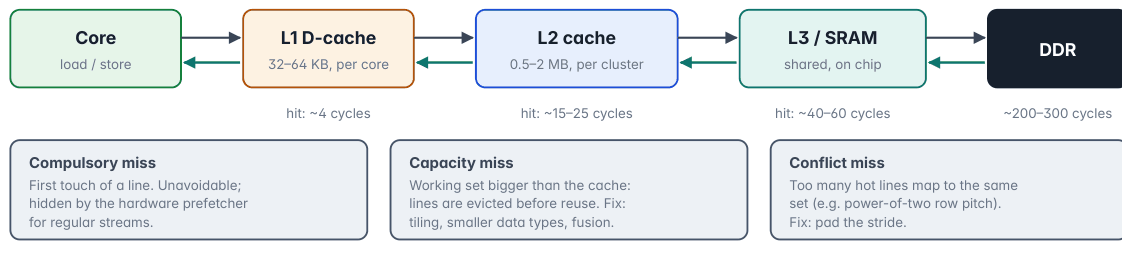 Core
load / store
L1 D-cache
32–64 KB, per core
L2 cache
0.5–2 MB, per cluster
L3 / SRAM
shared, on chip
DDR
hit: ~4 cycles
hit: ~15–25 cycles
hit: ~40–60 cycles
~200–300 cycles
Compulsory miss
First touch of a line. Unavoidable;
hidden by the hardware prefetcher
for regular streams.
Capacity miss
Working set bigger than the cache:
lines are evicted before reuse. Fix:
tiling, smaller data types, fusion.
Conflict miss
Too many hot lines map to the same
set (e.g. power-of-two row pitch).
Fix: pad the stride.